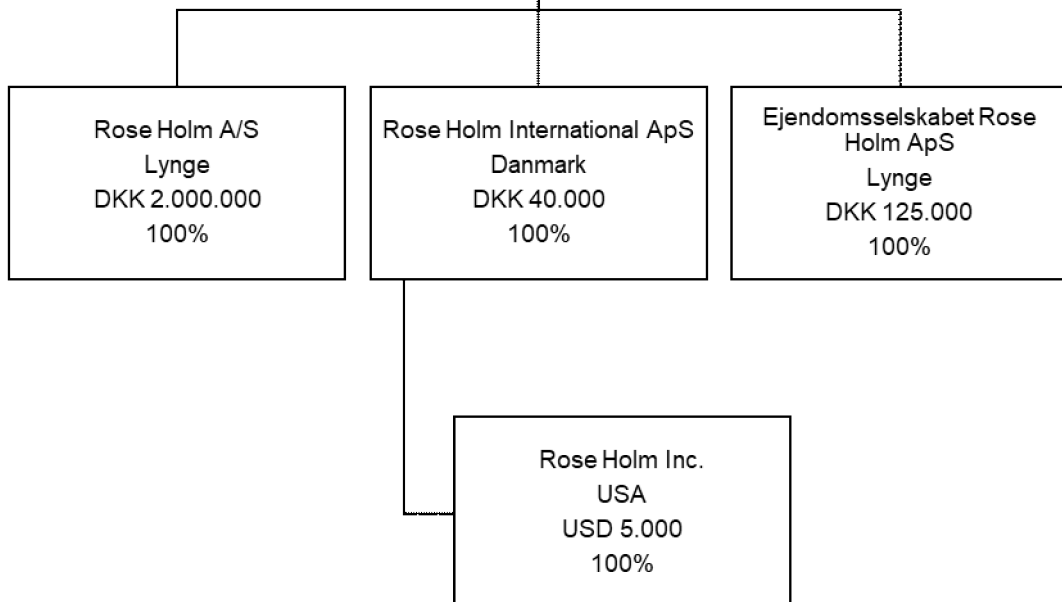 Rose Holm A/S
Lynge
DKK 2.000.000
100%
Rose Holm International ApS
Danmark
DKK 40.000
100%
Ejendomsselskabet Rose
Holm ApS
Lynge
DKK 125.000
100%
Rose Holm Inc.
USA
USD 5.000
100%